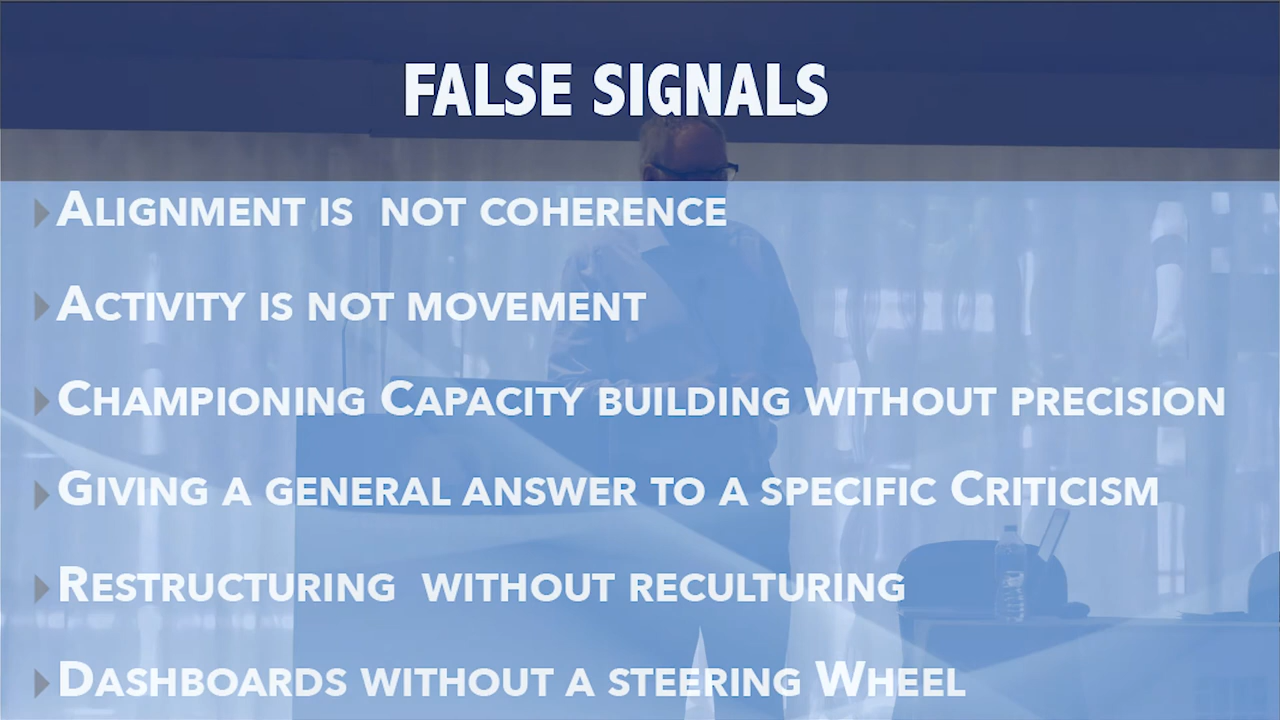 FALSE SIGNALS
ALIGNMENT IS NOT COHERENCE
ACTIVITY IS NOT MOVEMENT
CHAMPIONING CAPACITY BUILDING WITHOUT PRECISION
GIVING A GENERAL ANSWER TO A SPECIFIC CRITICISM
RESTRUCTURING WITHOUT RECULTURING
DASHBOARDS WITHOUT A STEERING WHEEL